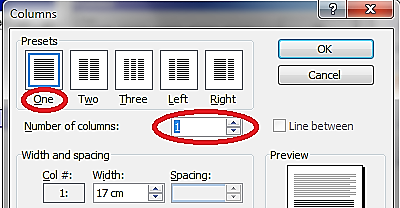 Columns
?
Presets
One Two Three Left Right
OK
Cancel
Number of columns: 1
Line between
Width and spacing
Preview
Col #: Width: Spacing:
1: 17 cm